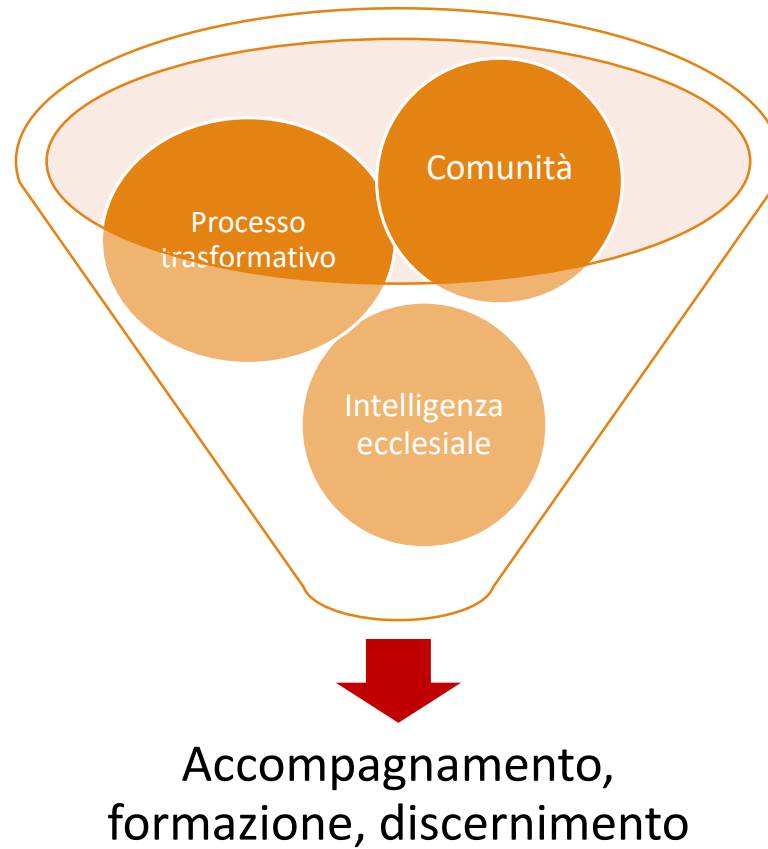 Comunità
Processo
trasformativo
Intelligenza
ecclesiale
Accompagnamento,
formazione, discernimento